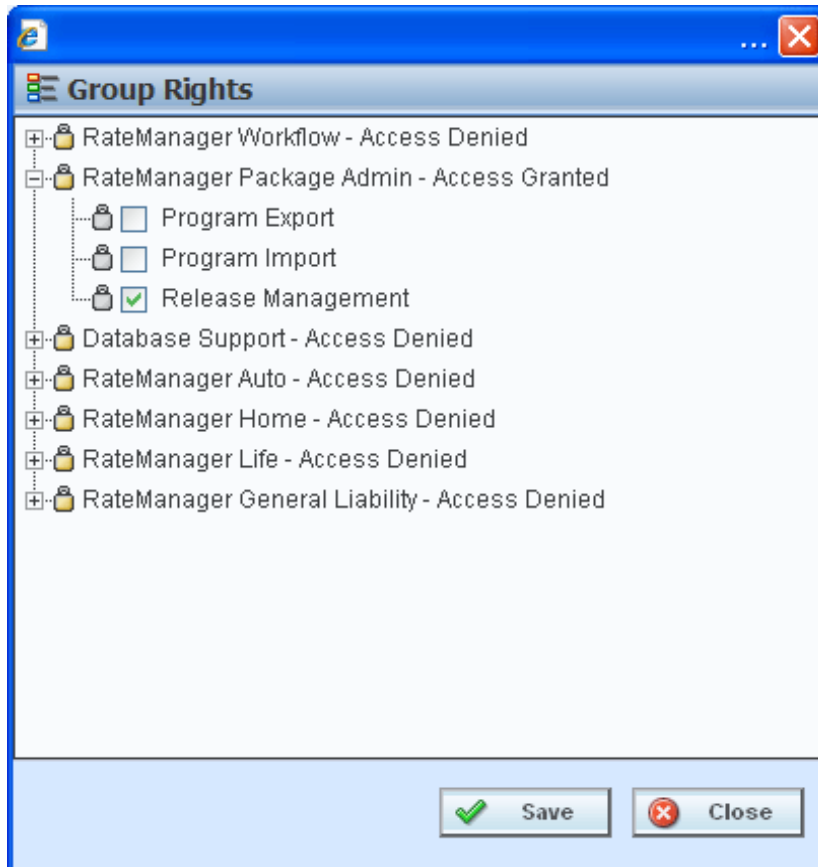 ...
Group Rights
RateManager Workflow - Access Denied
RateManager Package Admin - Access Granted
Program Export
Program Import
Release Management
Database Support - Access Denied
RateManager Auto - Access Denied
RateManager Home - Access Denied
RateManager Life - Access Denied
RateManager General Liability - Access Denied
Save Close